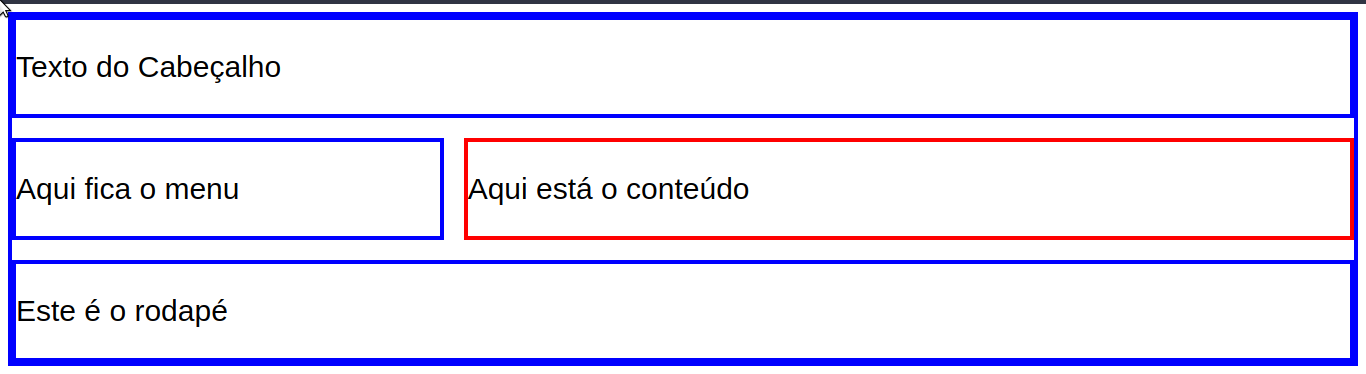 Texto do Cabeçalho
Aqui fica o menu
Aqui está o conteúdo
Este é o rodapé